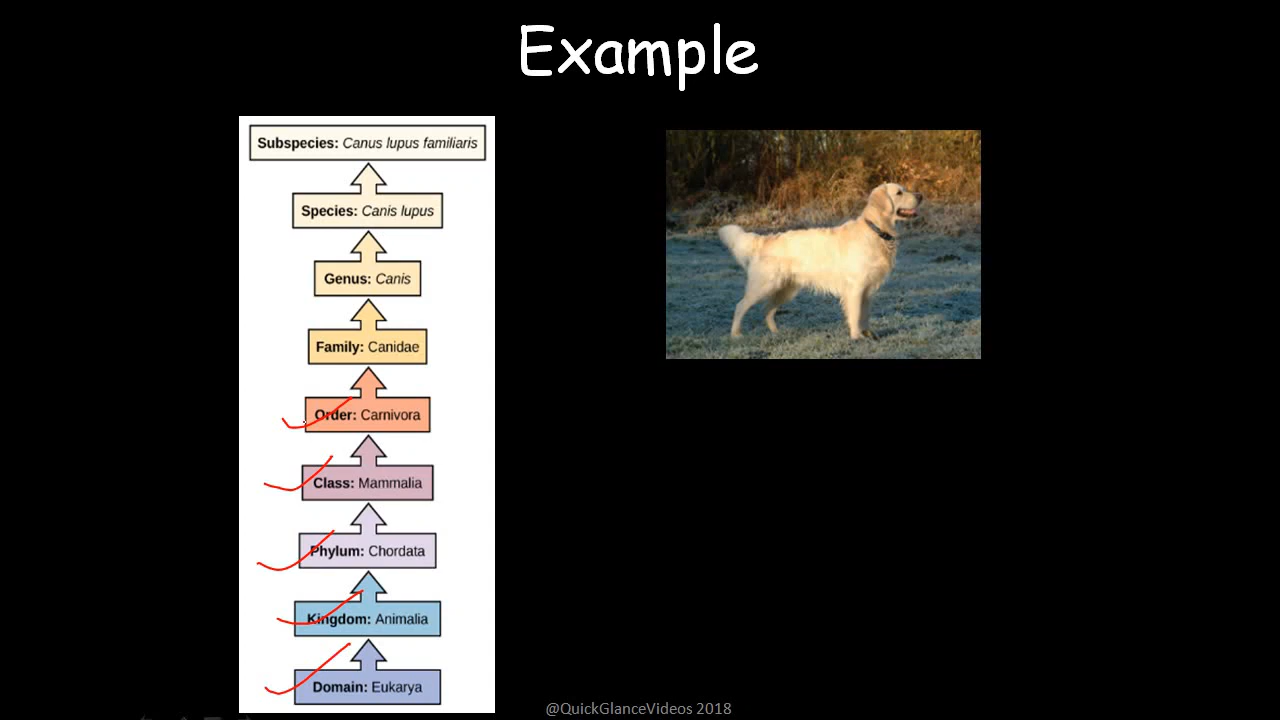 Example
Subspecies: Canus lupus familiaris
Species: Canis lupus
Genus: Canis
Family: Canidae
Order: Carnivora
Class: Mammalia
Phylum: Chordata
Kingdom: Animalia
Domain: Eukarya
@QuickGlanceVideos 2018